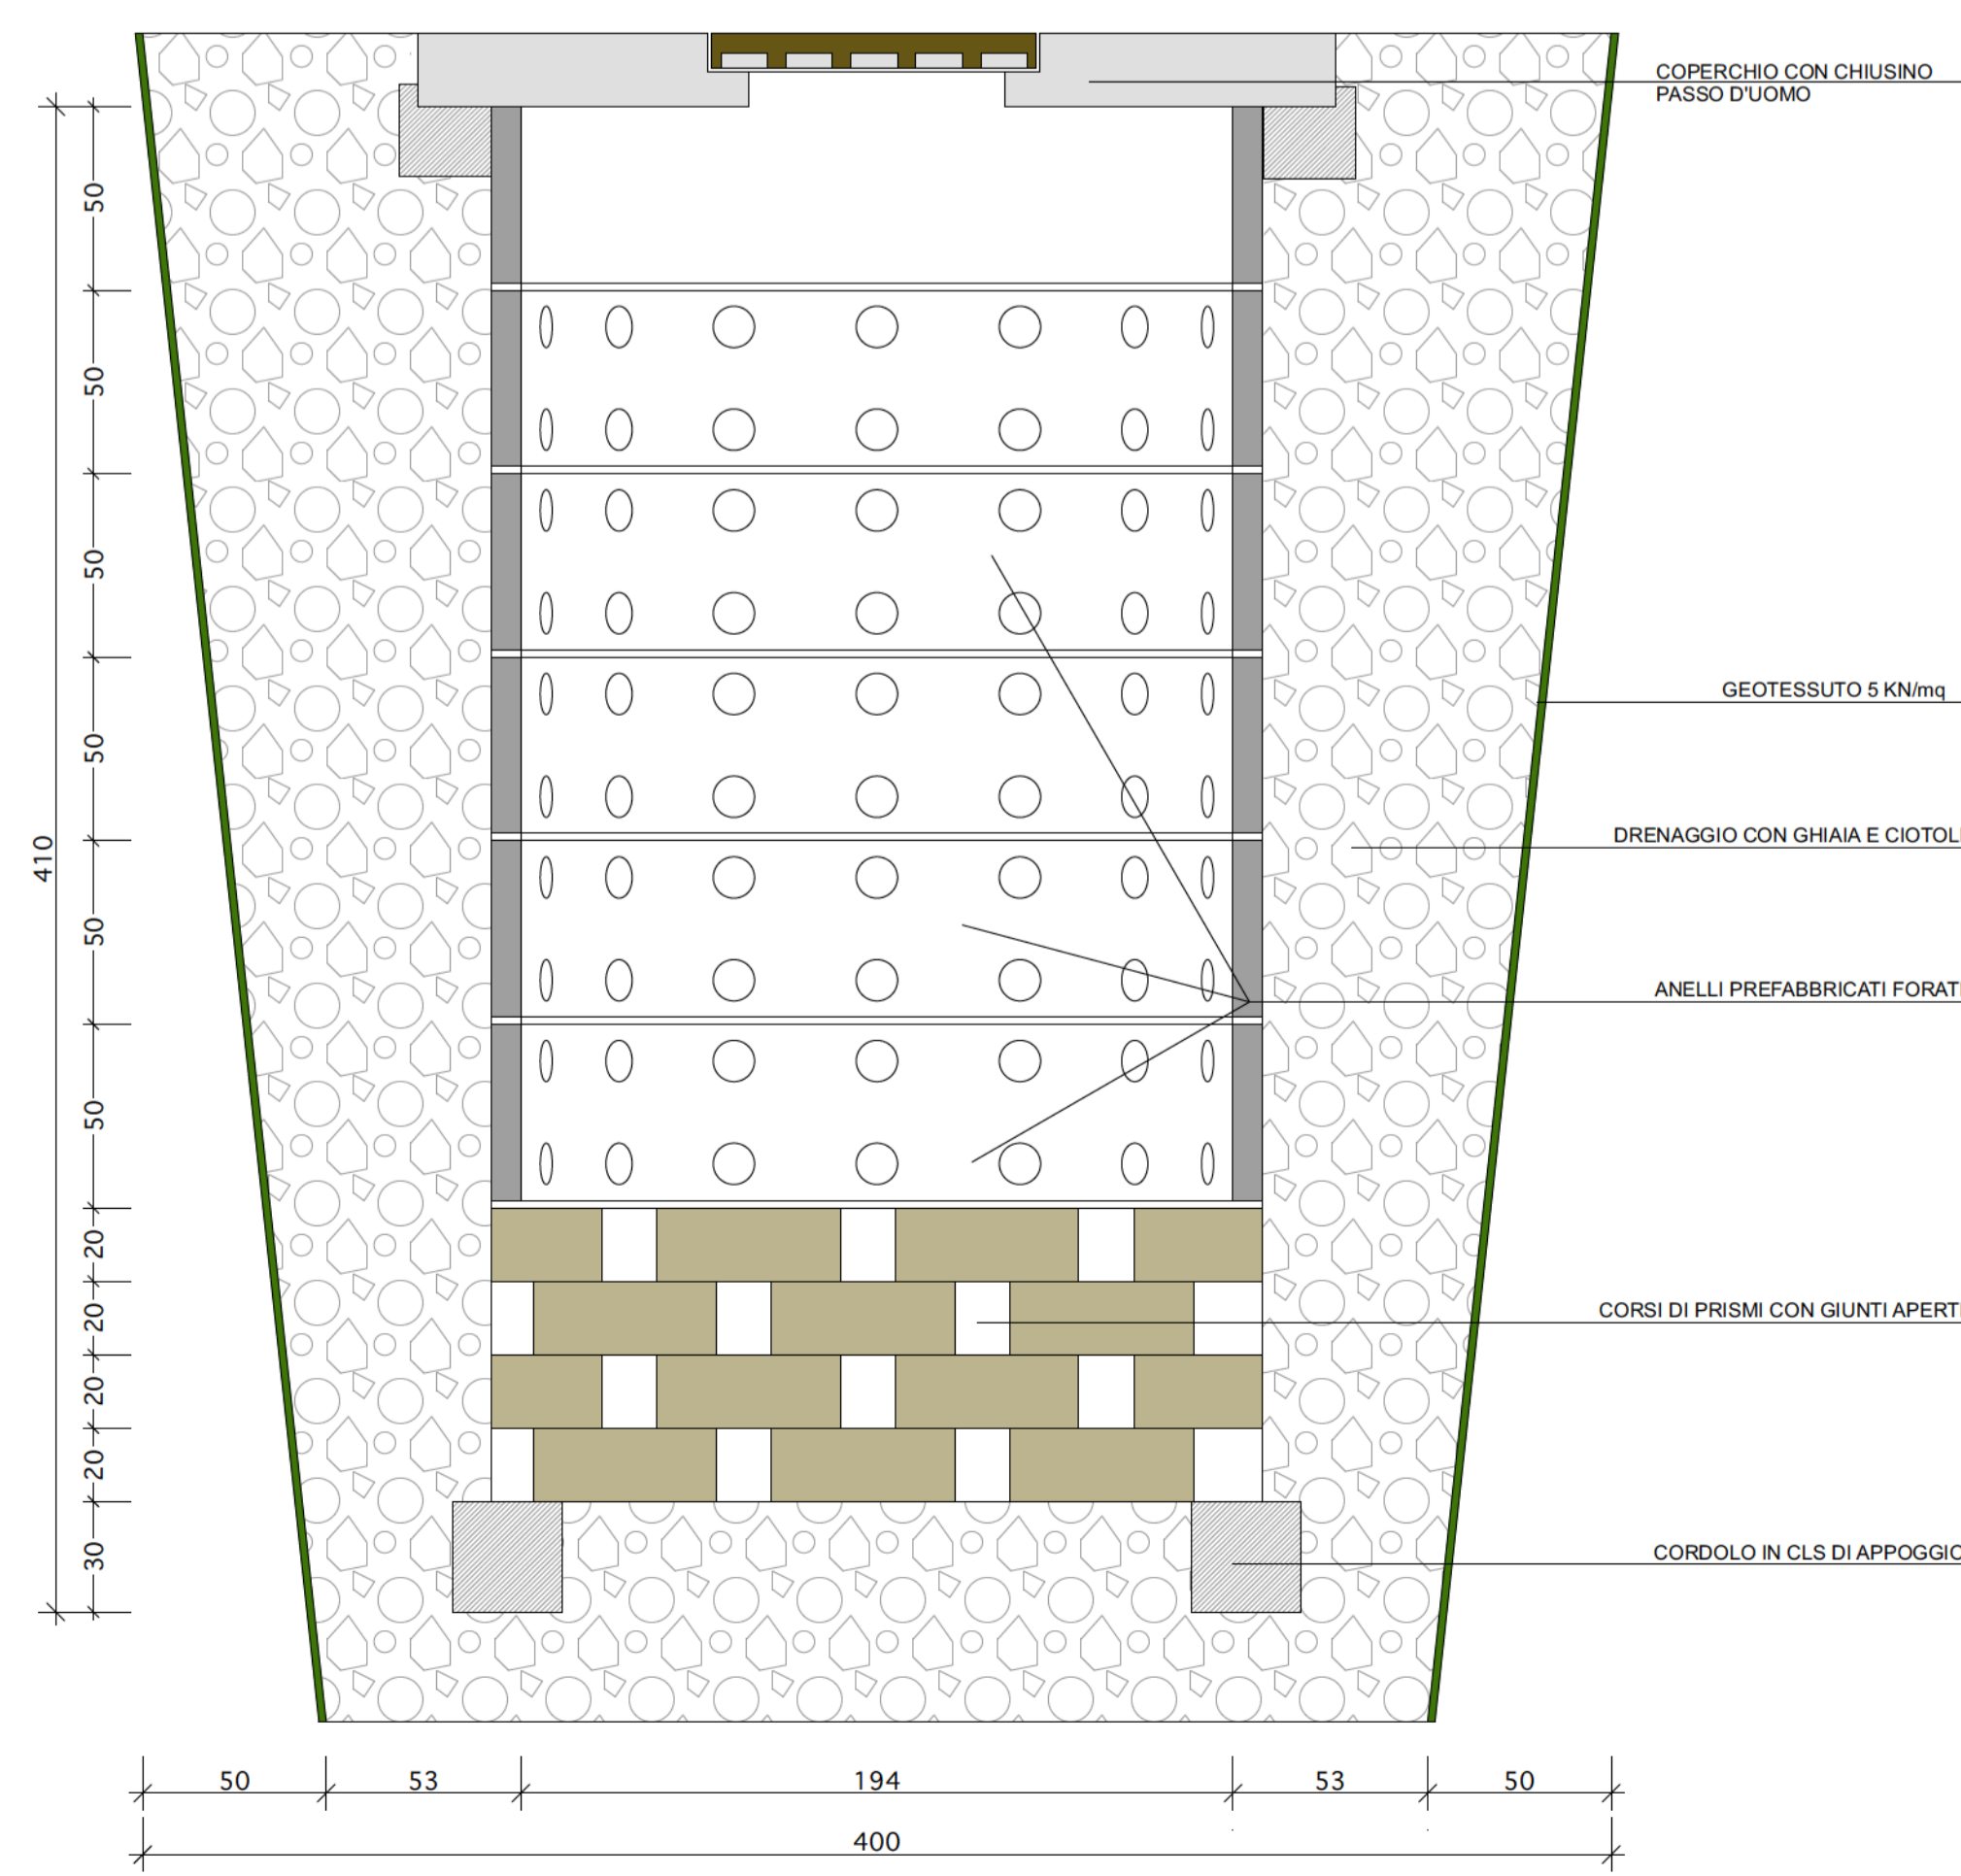 COPERCHIO CON CHIUSINO
PASSO D'UOMO
50
50
50
GEOTESSUTO 5 KN/mq
50
DRENAGGIO CON GHIAIA E CIOTOLI
410
50
ANELLI PREFABBRICATI FORATI
50
20
CORSI DI PRISMI CON GIUNTI APERTI
20
20
20
CORDOLO IN CLS DI APPOGGIO
30
50 53 194 53 50
400